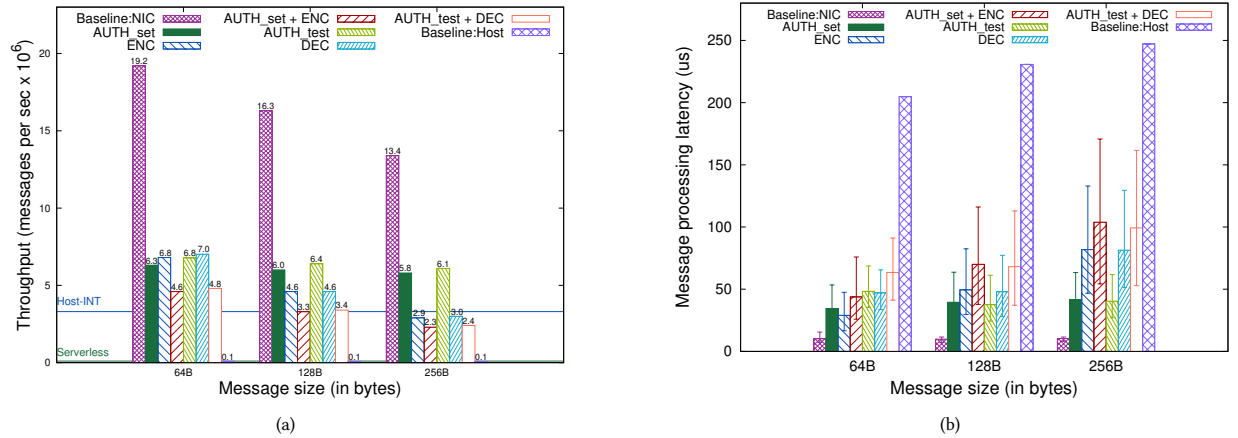 Baseline:NIC
AUTH_set
ENC
AUTH_set + ENC
AUTH_test
DEC
AUTH_test + DEC
Baseline:Host
Throughput (messages per sec x 10^6)
20
15
10
5
0
Host-INT
Serverless
19.2
6.3
6.8
4.6
6.8
7.0
4.8
0.1
16.3
6.0
4.6
3.3
6.4
4.6
3.4
0.1
13.4
5.8
2.9
2.3
6.1
3.0
2.4
0.1
64B
128B
256B
Message size (in bytes)
(a)
Baseline:NIC
AUTH_set
ENC
AUTH_set + ENC
AUTH_test
DEC
AUTH_test + DEC
Baseline:Host
Message processing latency (us)
250
200
150
100
50
0
64B
128B
256B
Message size (in bytes)
(b)